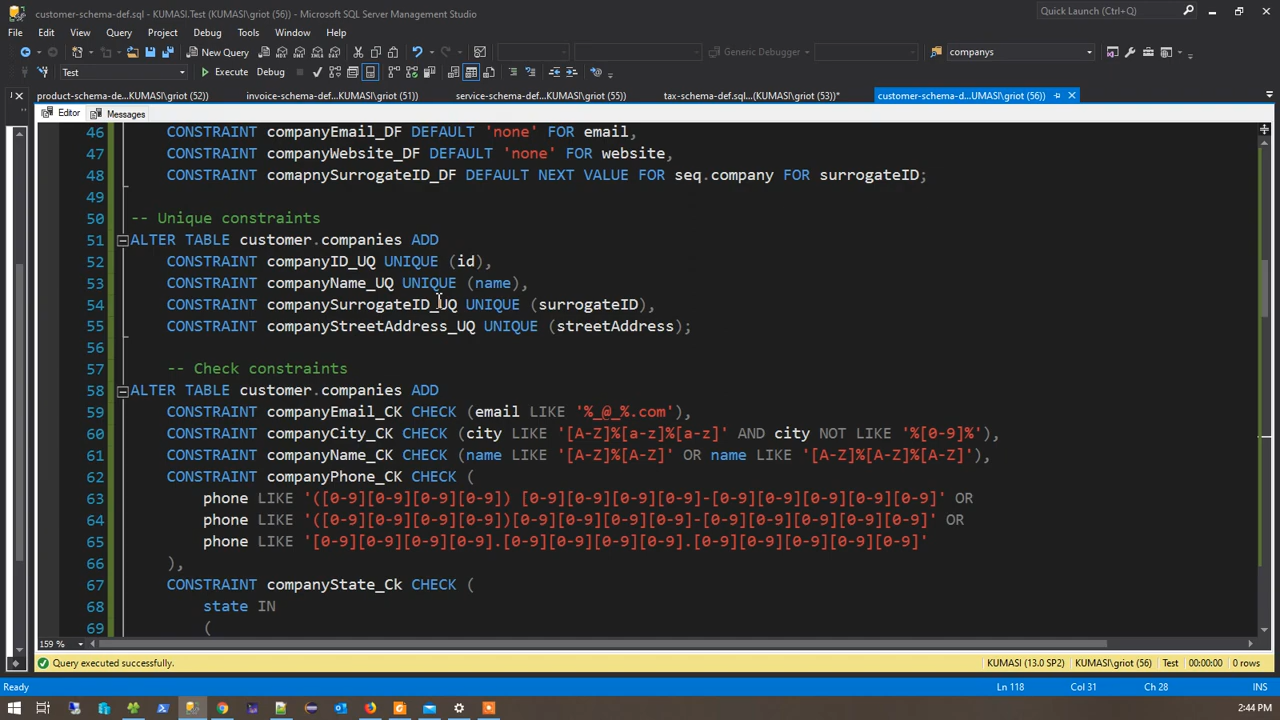 customer-schema-def.sql - KUMASI.Test (KUMASI\griot (56)) - Microsoft SQL Server Management Studio
Quick Launch (Ctrl+Q)
File Edit View Query Project Debug Tools Window Help
New Query Generic Debugger companys
Test Execute Debug
product-schema-de...KUMASI\griot (52)) invoice-schema-def...KUMASI\griot (51)) service-schema-def...KUMASI\griot (55)) tax-schema-def.sql...(KUMASI\griot (53))* customer-schema-d...UMASI\griot (56))
Editor Messages
46 CONSTRAINT companyEmail_DF DEFAULT 'none' FOR email,
47 CONSTRAINT companyWebsite_DF DEFAULT 'none' FOR website,
48 CONSTRAINT comapnySurrogateID_DF DEFAULT NEXT VALUE FOR seq.company FOR surrogateID;
49
50 -- Unique constraints
51 ALTER TABLE customer.companies ADD
52 CONSTRAINT companyID_UQ UNIQUE (id),
53 CONSTRAINT companyName_UQ UNIQUE (name),
54 CONSTRAINT companySurrogateID_UQ UNIQUE (surrogateID),
55 CONSTRAINT companyStreetAddress_UQ UNIQUE (streetAddress);
56
57 -- Check constraints
58 ALTER TABLE customer.companies ADD
59 CONSTRAINT companyEmail_CK CHECK (email LIKE '%_@_%.com'),
60 CONSTRAINT companyCity_CK CHECK (city LIKE '[A-Z]%[a-z]%[a-z]' AND city NOT LIKE '%[0-9]%'),
61 CONSTRAINT companyName_CK CHECK (name LIKE '[A-Z]%[A-Z]' OR name LIKE '[A-Z]%[A-Z]%[A-Z]'),
62 CONSTRAINT companyPhone_CK CHECK (
63 phone LIKE '([0-9][0-9][0-9][0-9]) [0-9][0-9][0-9][0-9]-[0-9][0-9][0-9][0-9][0-9]' OR
64 phone LIKE '([0-9][0-9][0-9][0-9])[0-9][0-9][0-9][0-9]-[0-9][0-9][0-9][0-9][0-9]' OR
65 phone LIKE '[0-9][0-9][0-9][0-9].[0-9][0-9][0-9][0-9].[0-9][0-9][0-9][0-9][0-9]'
66 ),
67 CONSTRAINT companyState_Ck CHECK (
68 state IN
69 (
159 %
Query executed successfully. KUMASI (13.0 SP2) KUMASI\griot (56) Test 00:00:00 0 rows
Ready Ln 118 Col 31 Ch 28 INS
2:44 PM